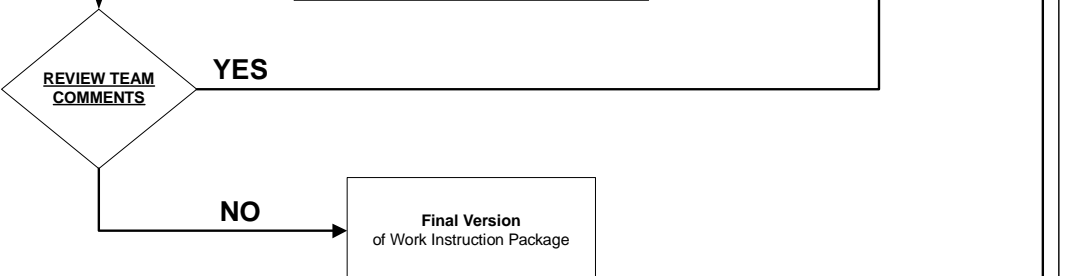 YES
REVIEW TEAM
COMMENTS
NO
Final Version
of Work Instruction Package